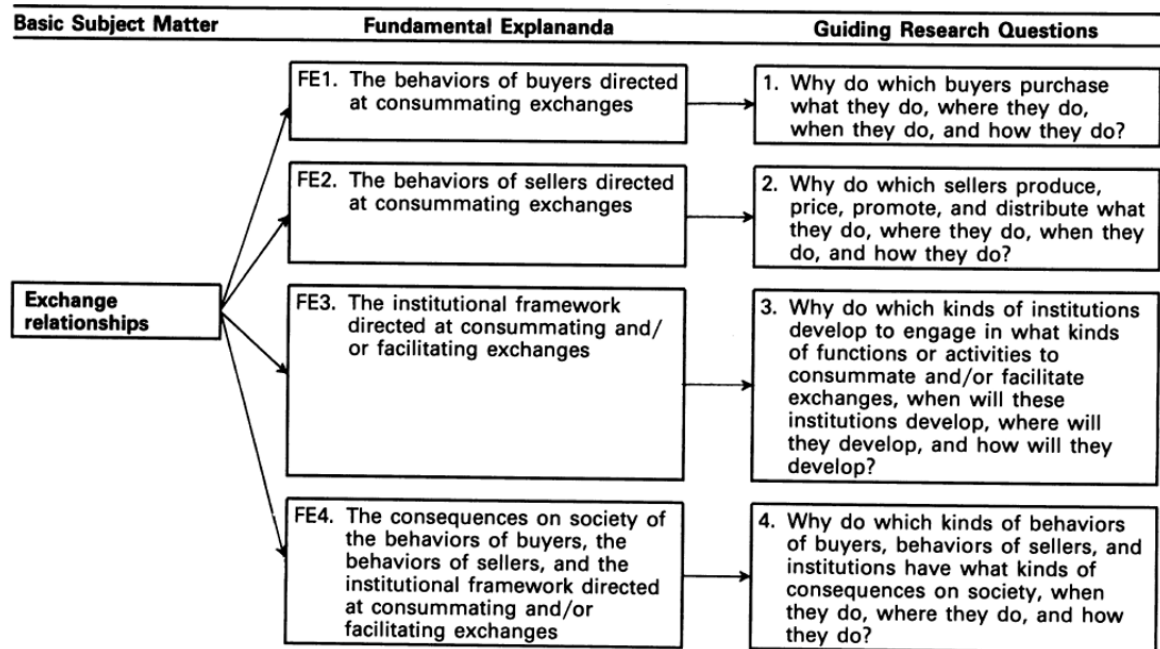 Basic Subject Matter
Fundamental Explananda
Guiding Research Questions
Exchange
relationships
FE1. The behaviors of buyers directed
at consummating exchanges
1. Why do which buyers purchase
what they do, where they do,
when they do, and how they do?
FE2. The behaviors of sellers directed
at consummating exchanges
2. Why do which sellers produce,
price, promote, and distribute what
they do, where they do, when they
do, and how they do?
FE3. The institutional framework
directed at consummating and/
or facilitating exchanges
3. Why do which kinds of institutions
develop to engage in what kinds
of functions or activities to
consummate and/or facilitate
exchanges, when will these
institutions develop, where will
they develop, and how will they
develop?
FE4. The consequences on society of
the behaviors of buyers, the
behaviors of sellers, and the
institutional framework directed
at consummating and/or
facilitating exchanges
4. Why do which kinds of behaviors
of buyers, behaviors of sellers, and
institutions have what kinds of
consequences on society, when
they do, where they do, and how
they do?